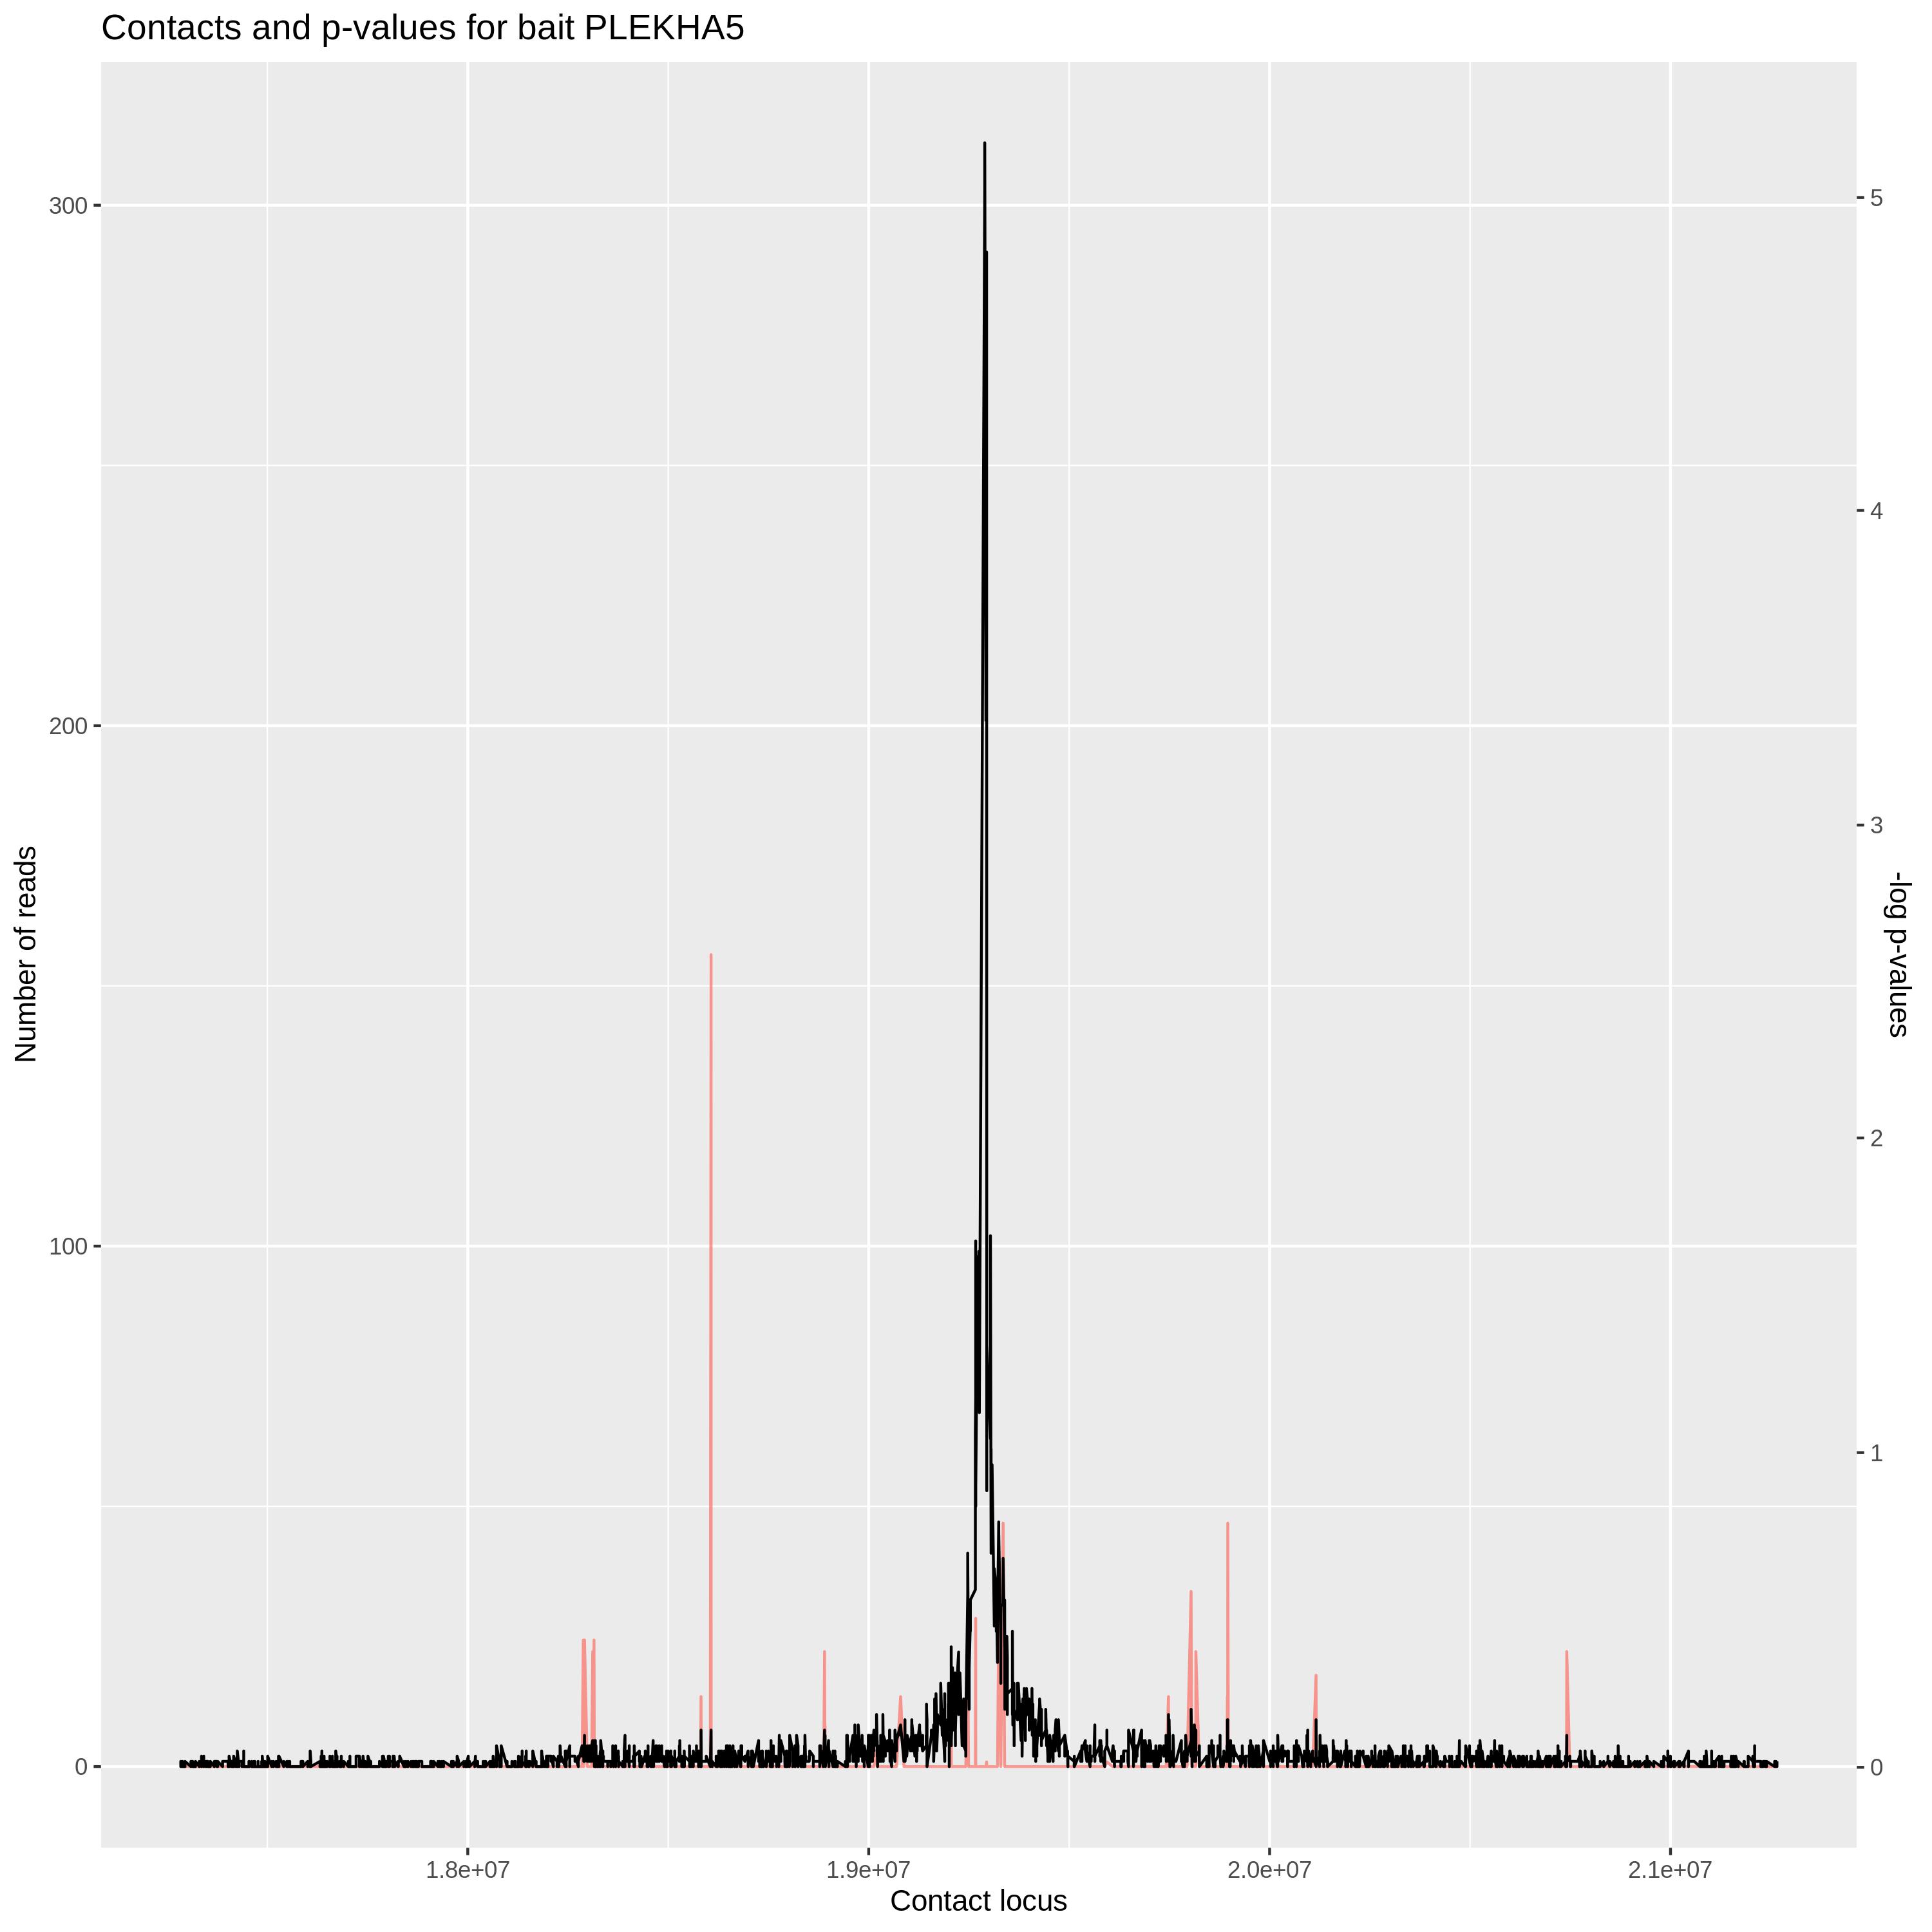 Contacts and p-values for bait PLEKHA5
300
200
100
0
Number of reads
5
4
3
2
1
0
-log p-values
1.8e+07 1.9e+07 2.0e+07 2.1e+07
Contact locus